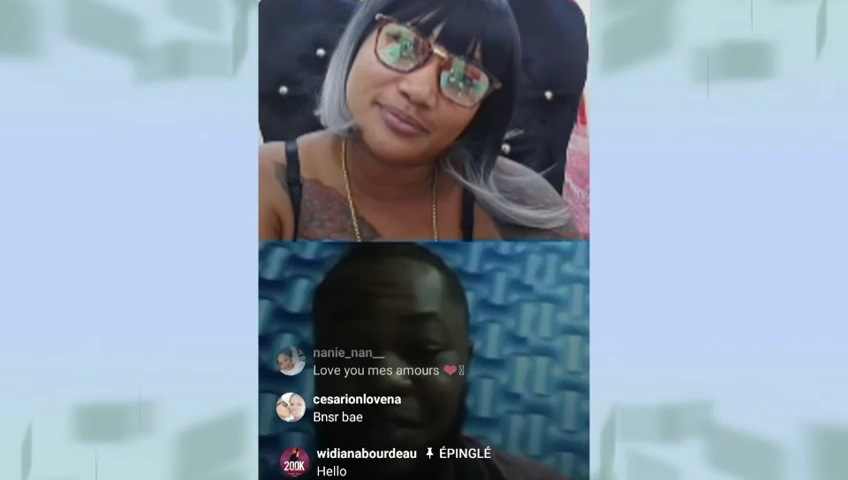 nanie_nan__
Love you mes amours ❤️
cesarionlovena
Bnsr bae
widianabourdeau ÉPINGLÉ
200K
Hello